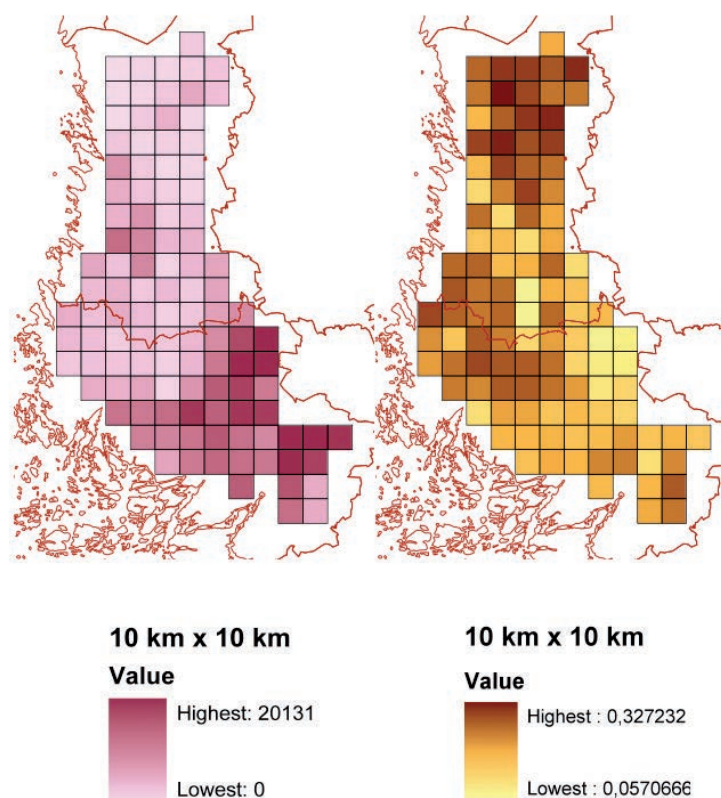 10 km x 10 km
Value
Highest: 20131
Lowest: 0
10 km x 10 km
Value
Highest : 0,327232
Lowest : 0,0570666